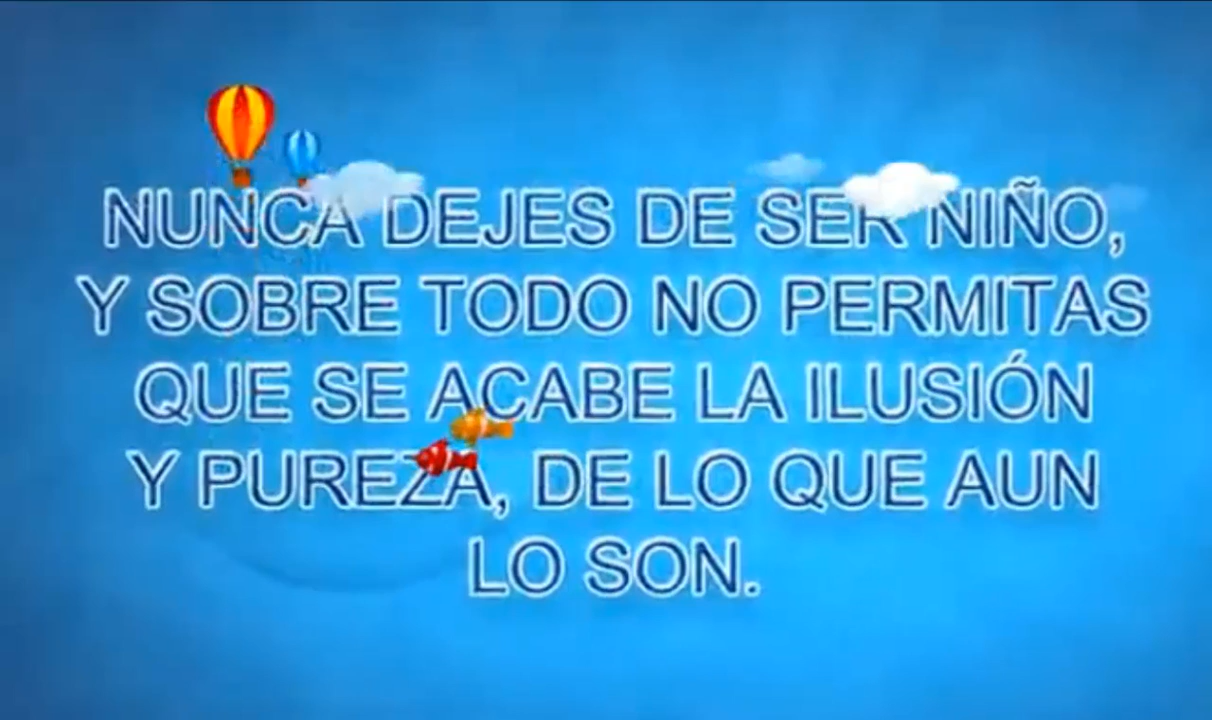 NUNCA DEJES DE SER NIÑO,
Y SOBRE TODO NO PERMITAS
QUE SE ACABE LA ILUSIÓN
Y PUREZA, DE LO QUE AUN
LO SON.